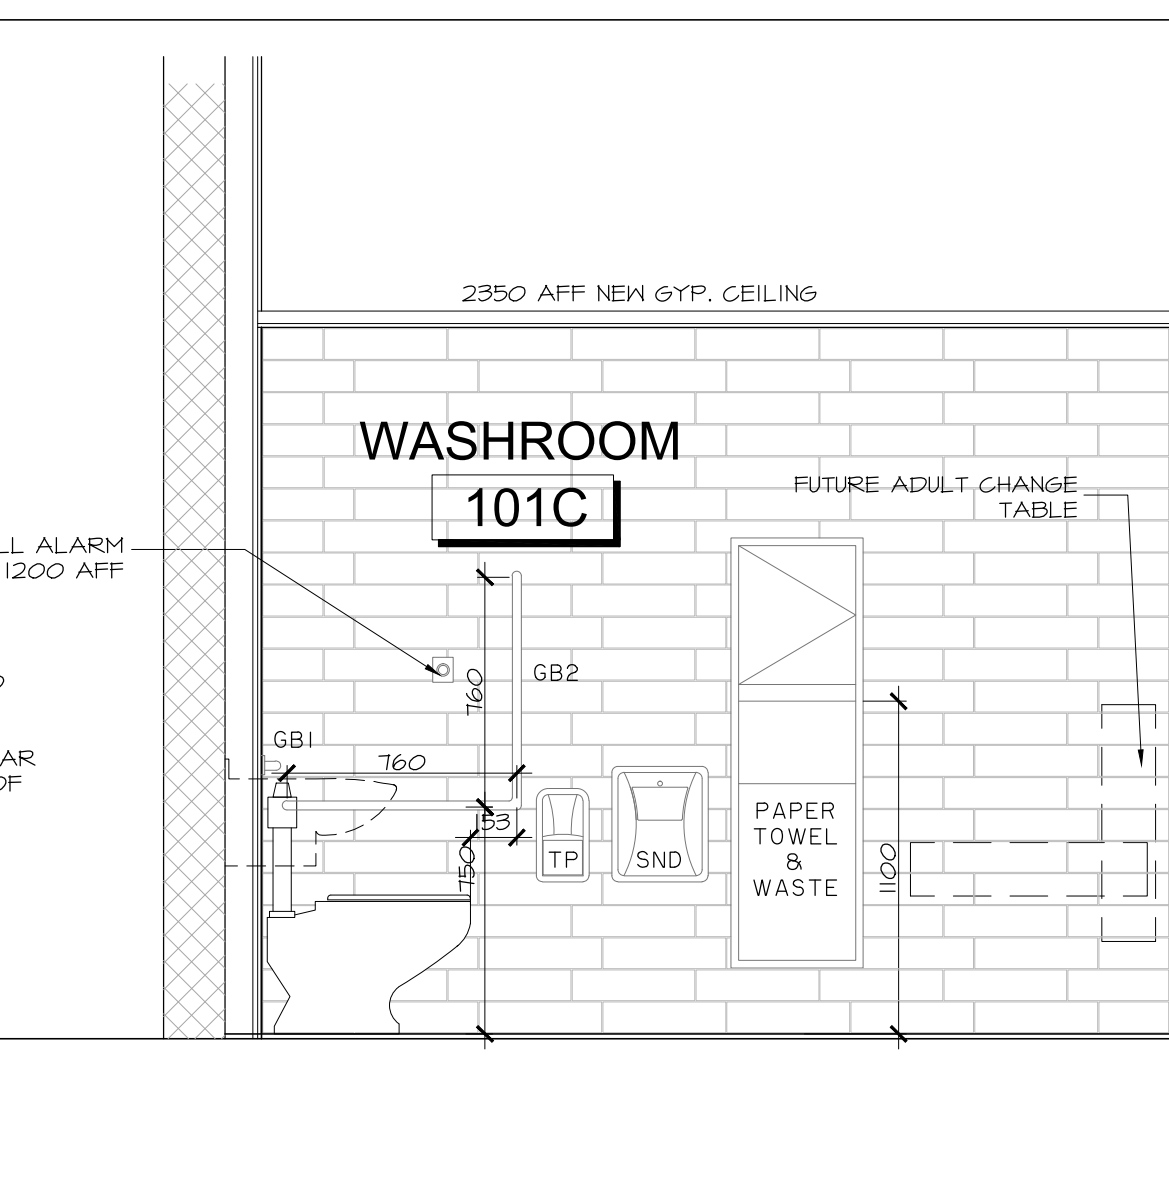 2350 AFF NEW GYP. CEILING
WASHROOM
101C
FUTURE ADULT CHANGE
TABLE
LL ALARM
1200 AFF
760
GB2
GB1
AR
OF
760
53
750
TP
SND
PAPER
TOWEL
&
WASTE
1100